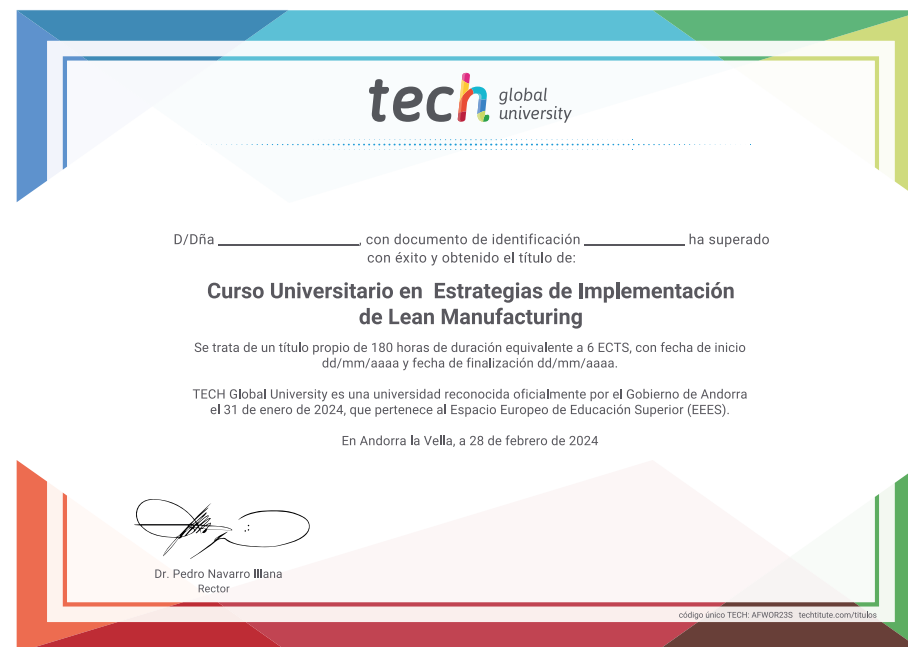 tech global university
D/Dña ____________, con documento de identificación ____________ ha superado
con éxito y obtenido el título de:
Curso Universitario en Estrategias de Implementación
de Lean Manufacturing
Se trata de un título propio de 180 horas de duración equivalente a 6 ECTS, con fecha de inicio
dd/mm/aaaa y fecha de finalización dd/mm/aaaa.
TECH Global University es una universidad reconocida oficialmente por el Gobierno de Andorra
el 31 de enero de 2024, que pertenece al Espacio Europeo de Educación Superior (EEES).
En Andorra la Vella, a 28 de febrero de 2024
Dr. Pedro Navarro Illana
Rector
código único TECH: AFWOR23S techtitute.com/titulos